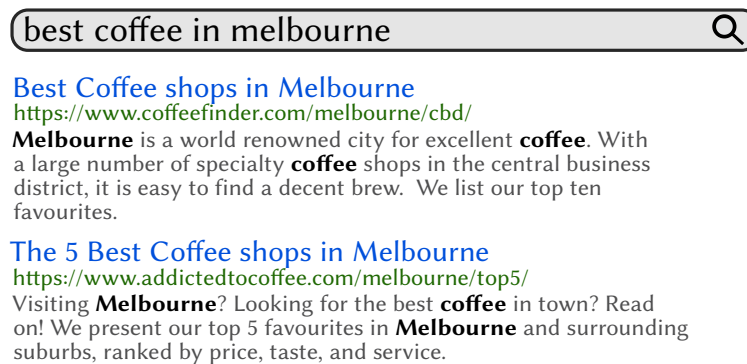 best coffee in melbourne
Best Coffee shops in Melbourne
https://www.coffeefinder.com/melbourne/cbd/
Melbourne is a world renowned city for excellent coffee. With
a large number of specialty coffee shops in the central business
district, it is easy to find a decent brew.  We list our top ten
favourites.
The 5 Best Coffee shops in Melbourne
https://www.addictedtocoffee.com/melbourne/top5/
Visiting Melbourne? Looking for the best coffee in town? Read
on! We present our top 5 favourites in Melbourne and surrounding
suburbs, ranked by price, taste, and service.